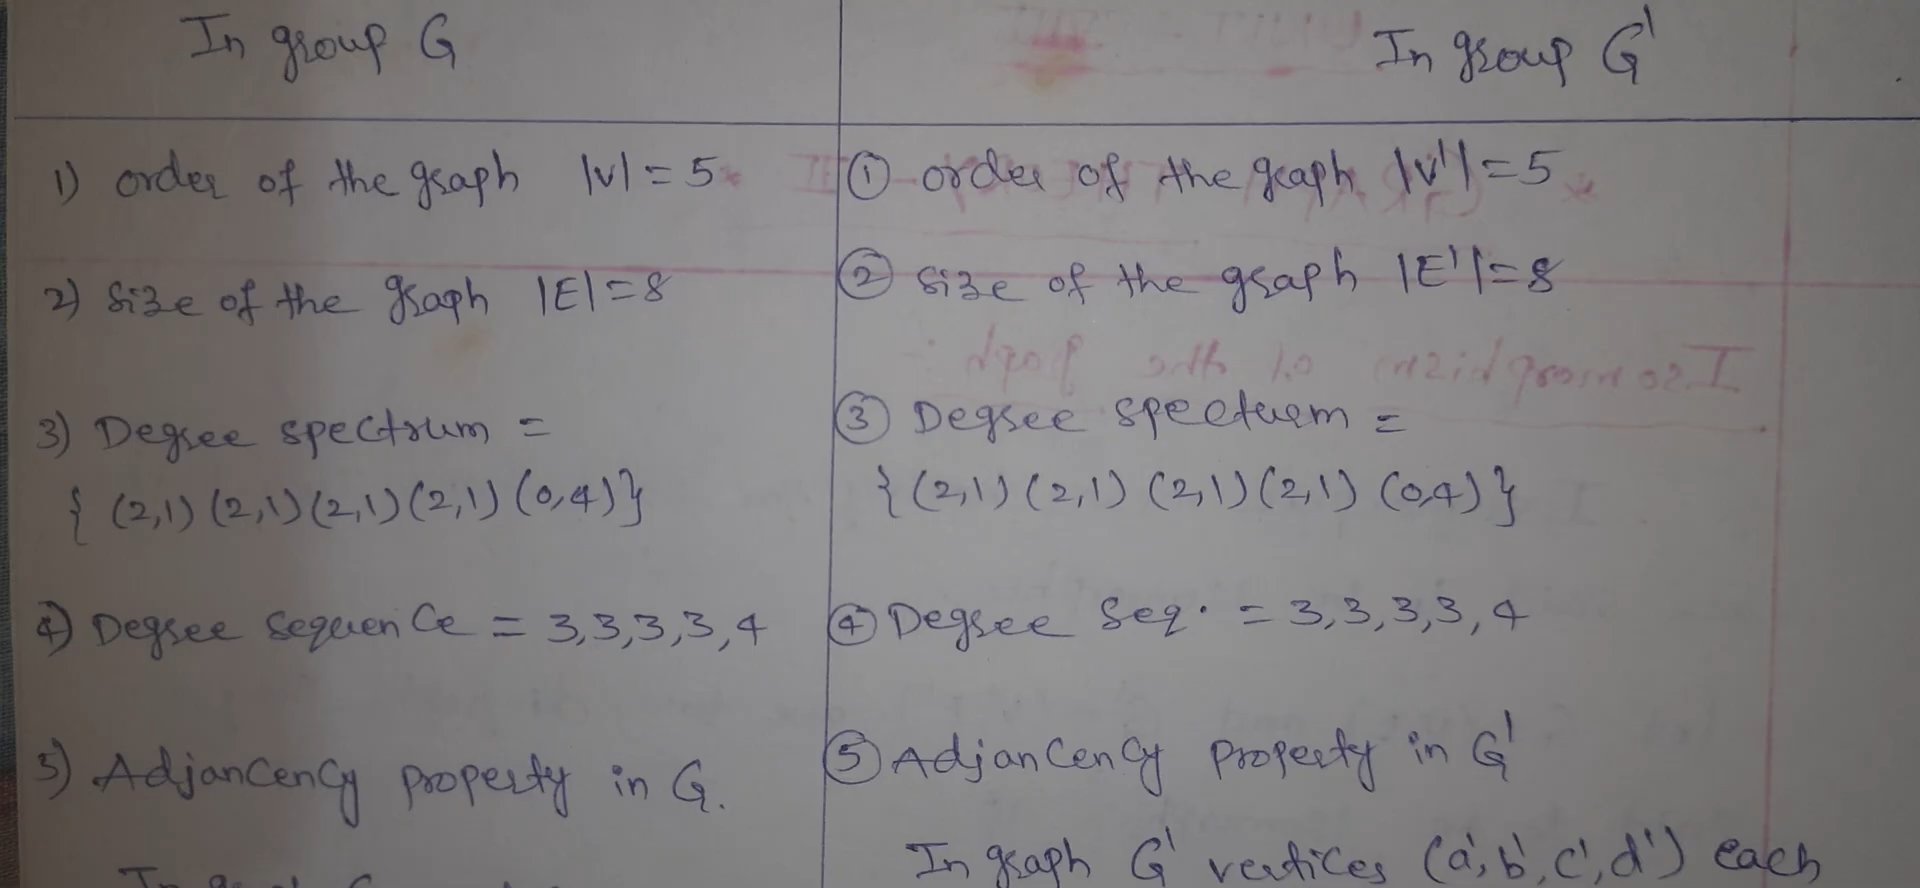 In group G
1) order of the graph |V| = 5
2) Size of the graph |E| = 8
3) Degree spectrum =
{ (2,1) (2,1) (2,1) (2,1) (0,4) }
4) Degree Sequence = 3,3,3,3,4
5) Adjancency property in G.
In group G'
① order of the graph |V'| = 5
② Size of the graph |E'| = 8
③ Degree spectrum =
{ (2,1) (2,1) (2,1) (2,1) (0,4) }
④ Degree Seq. = 3,3,3,3,4
⑤ Adjancency property in G'
In graph G' vertices (a', b', c', d') each